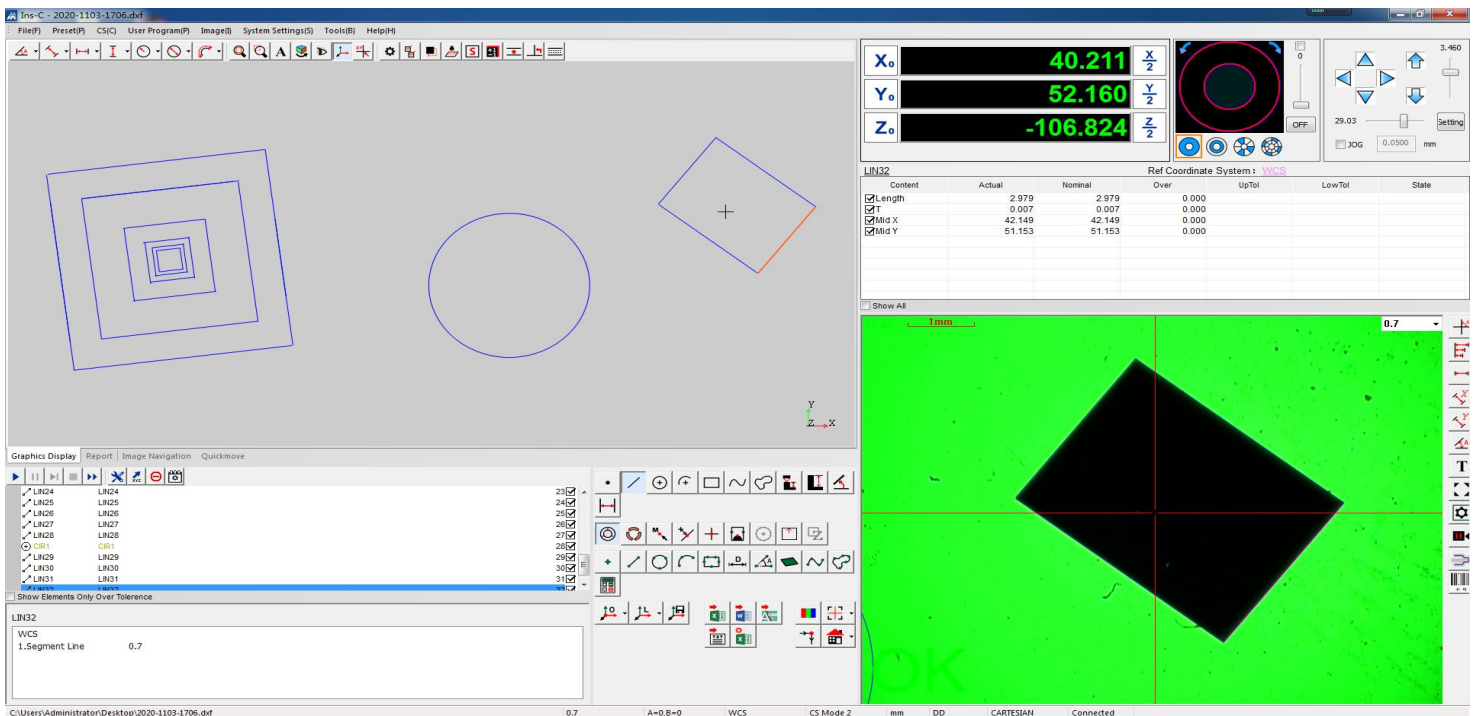 Ins-C - 2020-1103-1706.dxf
File(F) Preset(P) CS(C) User Program(P) Image(I) System Settings(S) Tools(B) Help(H)
X₀ 40.211 X/2
Y₀ 52.160 Y/2
Z₀ -106.824 Z/2
0
OFF
3.460
29.03
Setting
JOG 0.0500 mm
LIN32 Ref Coordinate System : WCS
Content Actual Nominal Over UpTol LowTol State
Length 2.979 2.979 0.000
T 0.007 0.007 0.000
Mid X 42.149 42.149 0.000
Mid Y 51.153 51.153 0.000
Show All
1mm
0.7
OK
Y
Z X
Graphics Display Report Image Navigation Quickmove
LIN24 LIN24 23
LIN25 LIN25 24
LIN26 LIN26 25
LIN27 LIN27 26
LIN28 LIN28 27
CIR1 CIR1 28
LIN29 LIN29 29
LIN30 LIN30 30
LIN31 LIN31 31
LIN32 LIN32 32
Show Elements Only Over Tolerance
LIN32
WCS
1.Segment Line 0.7
C:\Users\Administrator\Desktop\2020-1103-1706.dxf 0.7 A=0,B=0 WCS CS Mode 2 mm DD CARTESIAN Connected